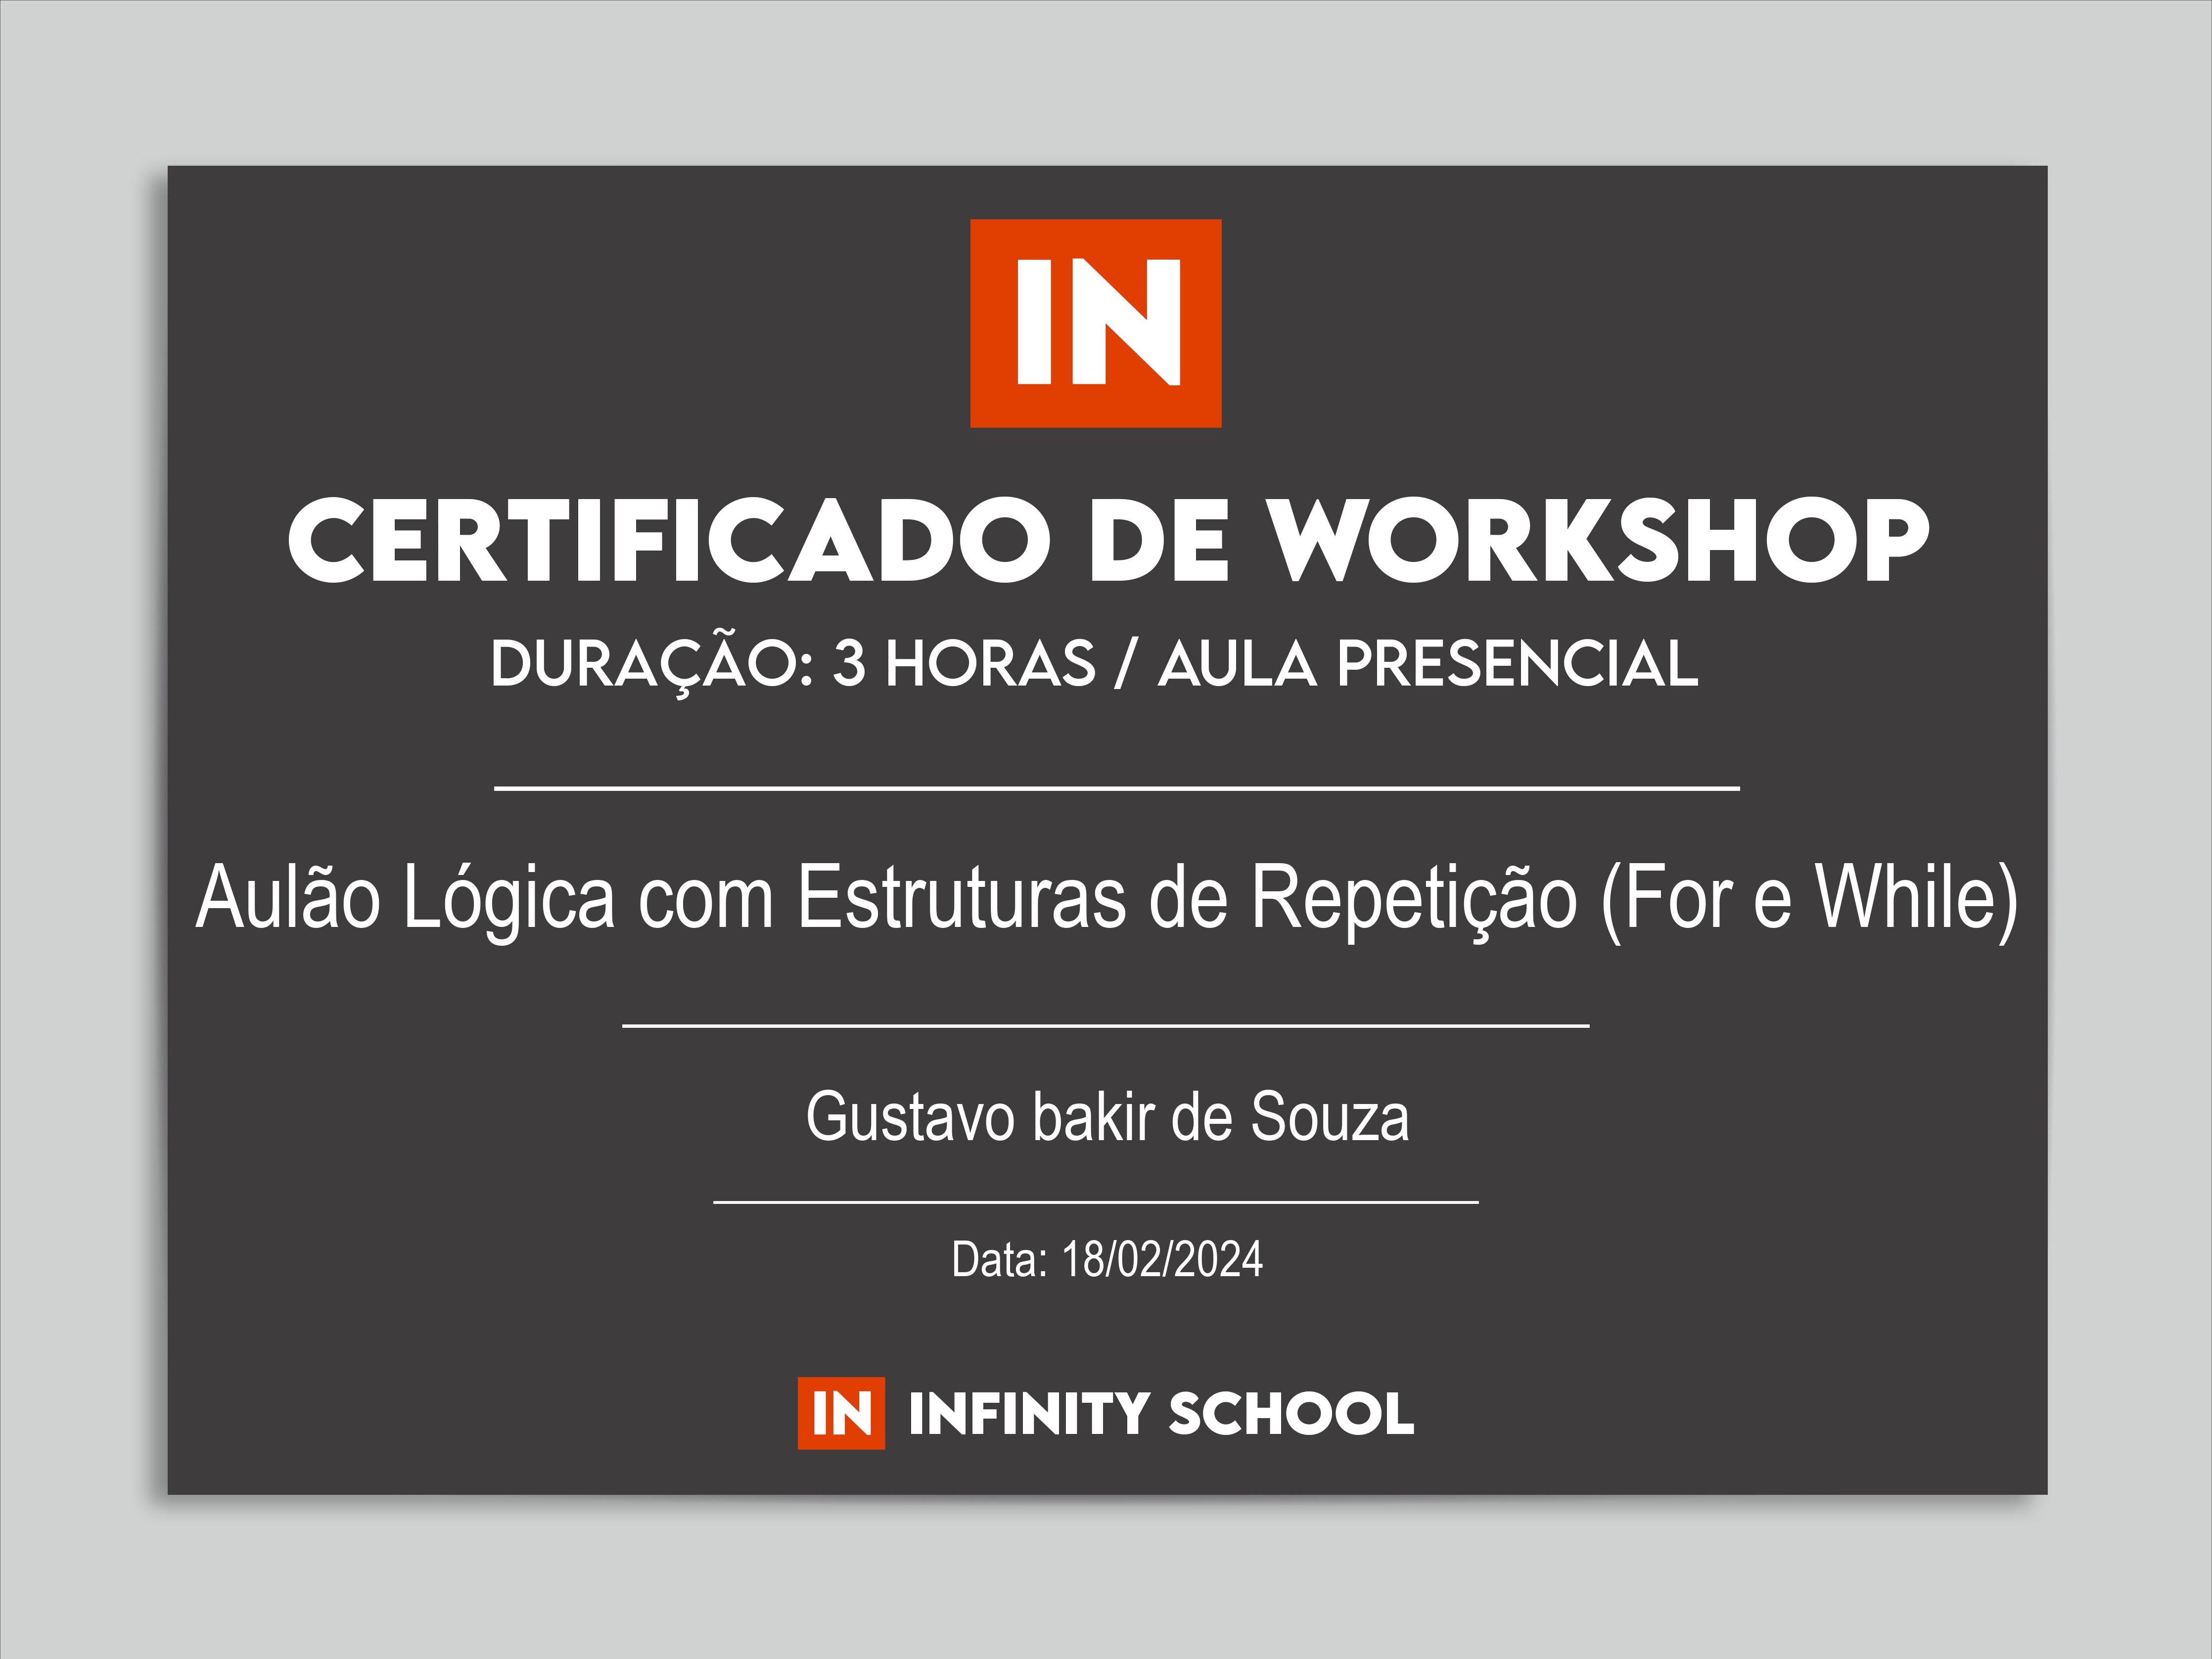 IN
CERTIFICADO DE WORKSHOP
DURAÇÃO: 3 HORAS / AULA PRESENCIAL
Aulão Lógica com Estruturas de Repetição (For e While)
Gustavo bakir de Souza
Data: 18/02/2024
IN INFINITY SCHOOL